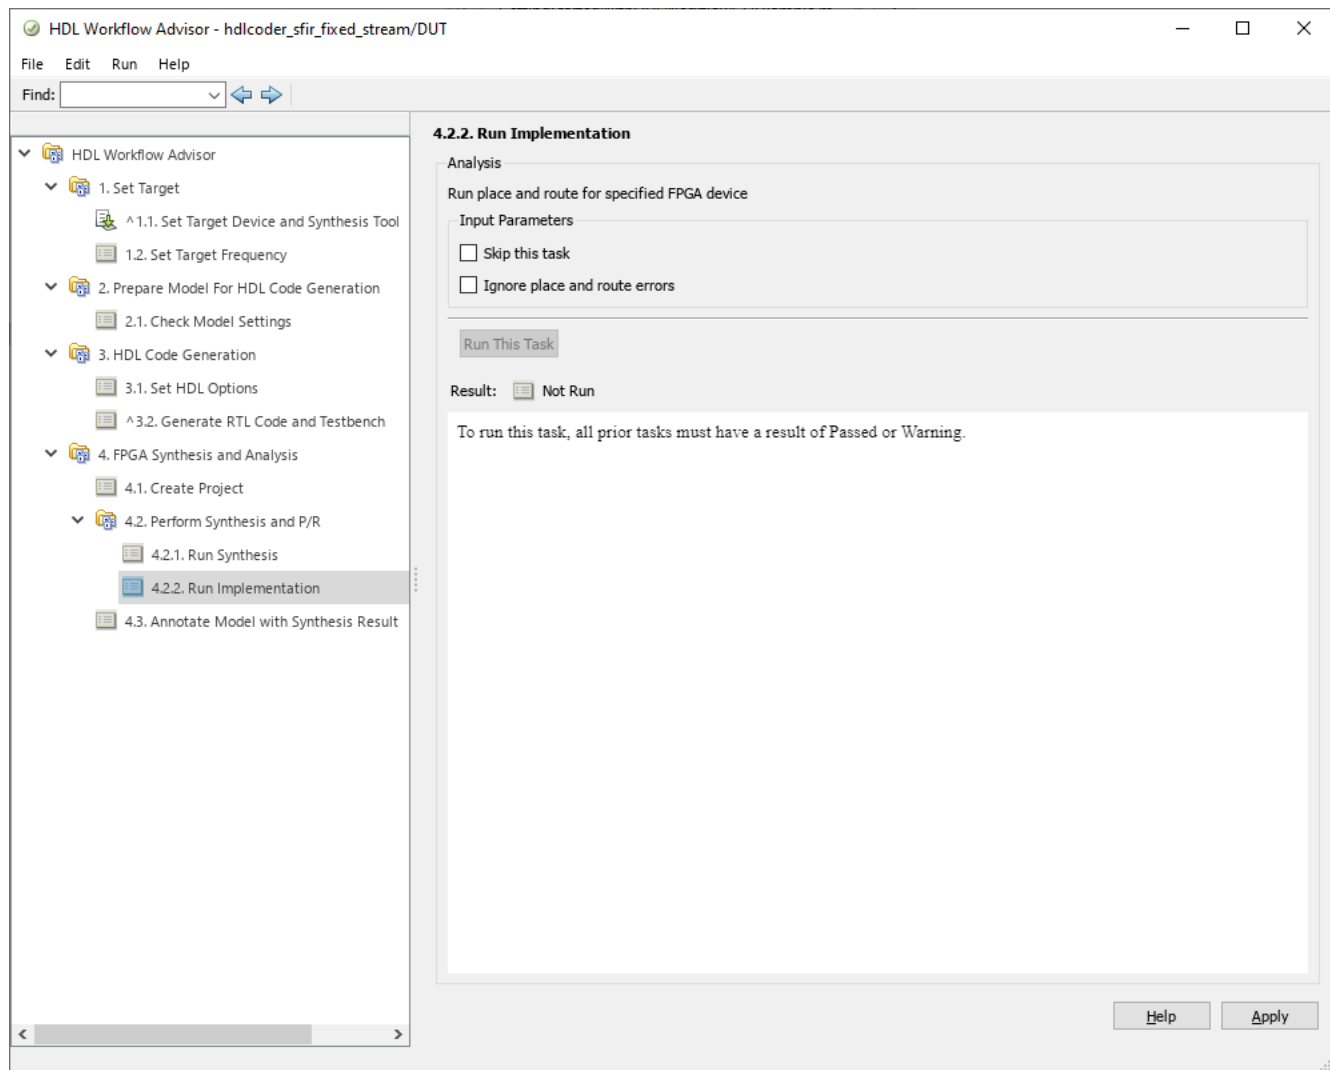 HDL Workflow Advisor - hdlcoder_sfir_fixed_stream/DUT
File Edit Run Help
Find:
HDL Workflow Advisor
1. Set Target
^1.1. Set Target Device and Synthesis Tool
1.2. Set Target Frequency
2. Prepare Model For HDL Code Generation
2.1. Check Model Settings
3. HDL Code Generation
3.1. Set HDL Options
^3.2. Generate RTL Code and Testbench
4. FPGA Synthesis and Analysis
4.1. Create Project
4.2. Perform Synthesis and P/R
4.2.1. Run Synthesis
4.2.2. Run Implementation
4.3. Annotate Model with Synthesis Result
4.2.2. Run Implementation
Analysis
Run place and route for specified FPGA device
Input Parameters
Skip this task
Ignore place and route errors
Run This Task
Result: Not Run
To run this task, all prior tasks must have a result of Passed or Warning.
Help Apply